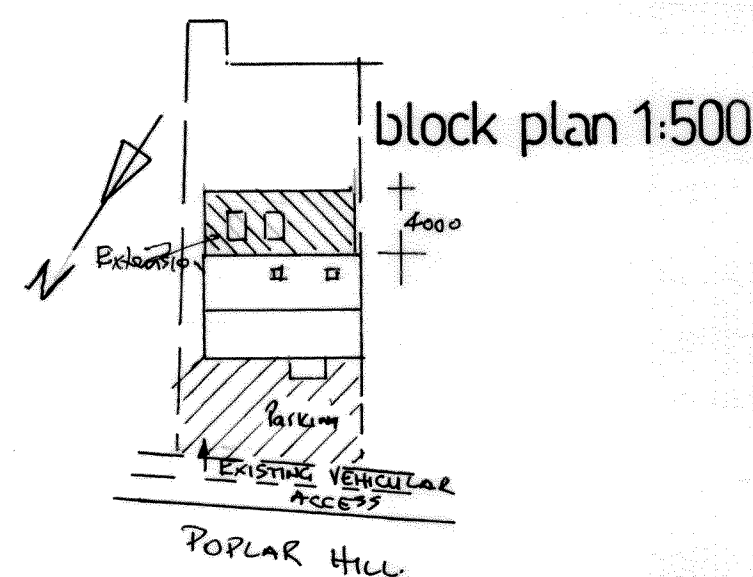 block plan 1:500
4000
Extension
N
Parking
EXISTING VEHICULAR
ACCESS
POPLAR HILL.